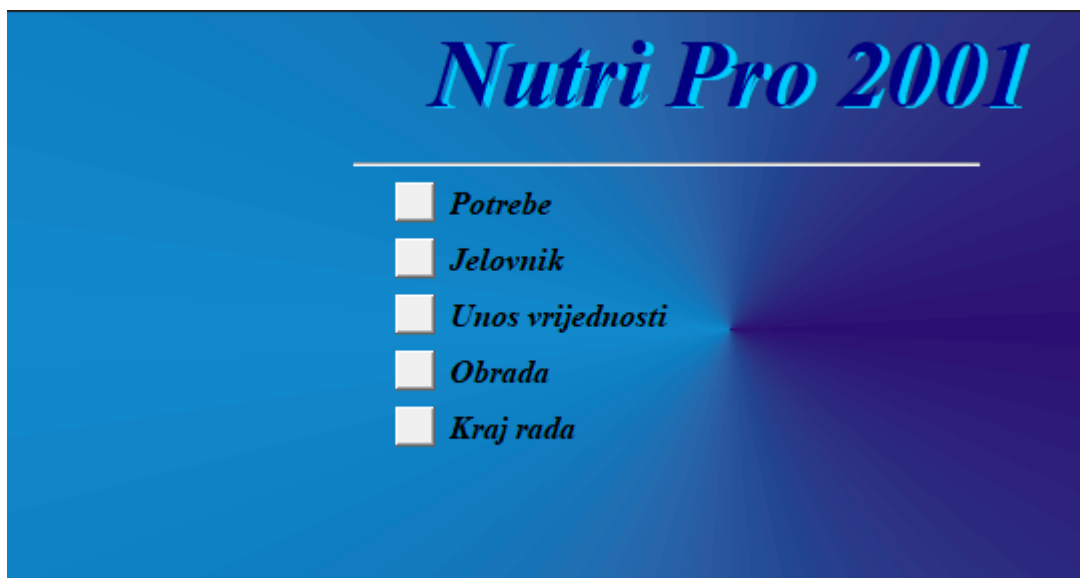 Nutri Pro 2001
Potrebe
Jelovnik
Unos vrijednosti
Obrada
Kraj rada